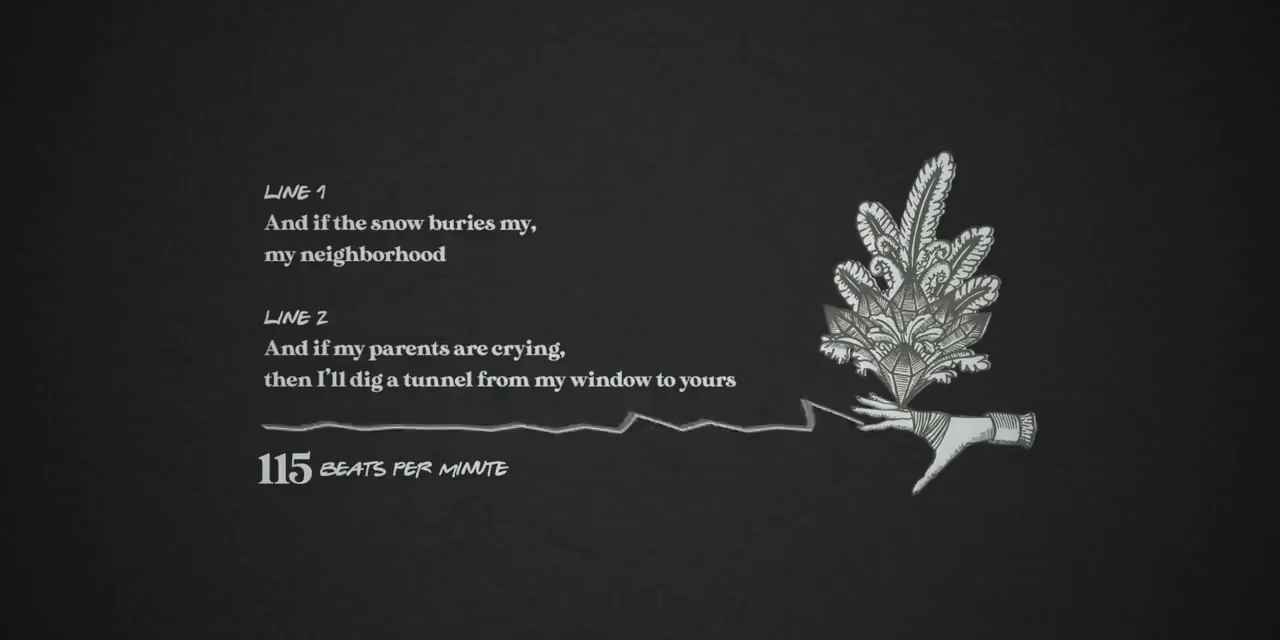 LINE 1
And if the snow buries my,
my neighborhood
LINE 2
And if my parents are crying,
then I'll dig a tunnel from my window to yours
115 BEATS PER MINUTE